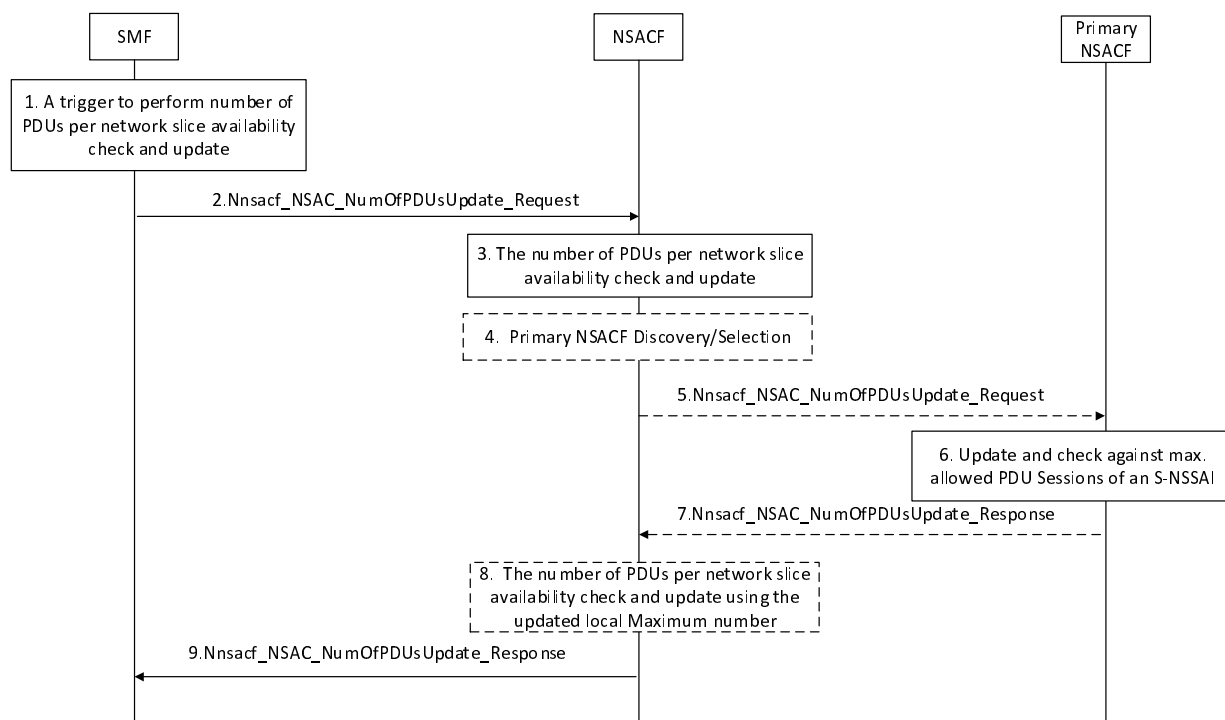 SMF
NSACF
Primary
NSACF
1. A trigger to perform number of
PDUs per network slice availability
check and update
2.Nnsacf_NSAC_NumOfPDUsUpdate_Request
3. The number of PDUs per network slice
availability check and update
4. Primary NSACF Discovery/Selection
5.Nnsacf_NSAC_NumOfPDUsUpdate_Request
6. Update and check against max.
allowed PDU Sessions of an S-NSSAI
7.Nnsacf_NSAC_NumOfPDUsUpdate_Response
8. The number of PDUs per network slice
availability check and update using the
updated local Maximum number
9.Nnsacf_NSAC_NumOfPDUsUpdate_Response